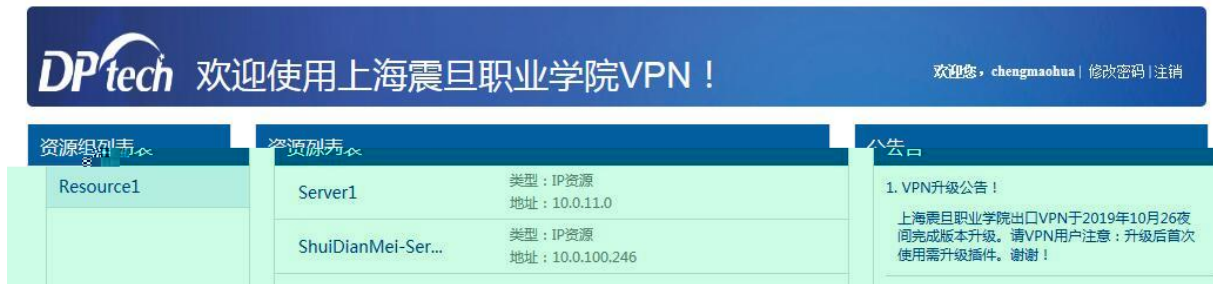 DPtech 欢迎使用上海震旦职业学院VPN！
欢迎您，chengmaohua | 修改密码 | 注销
资源组列表
资源列表
公告
Resource1
Server1
类型：IP资源
地址：10.0.11.0
ShuiDianMei-Ser...
类型：IP资源
地址：10.0.100.246
1. VPN升级公告！
上海震旦职业学院出口VPN于2019年10月26夜
间完成版本升级。请VPN用户注意：升级后首次
使用需升级插件。谢谢！